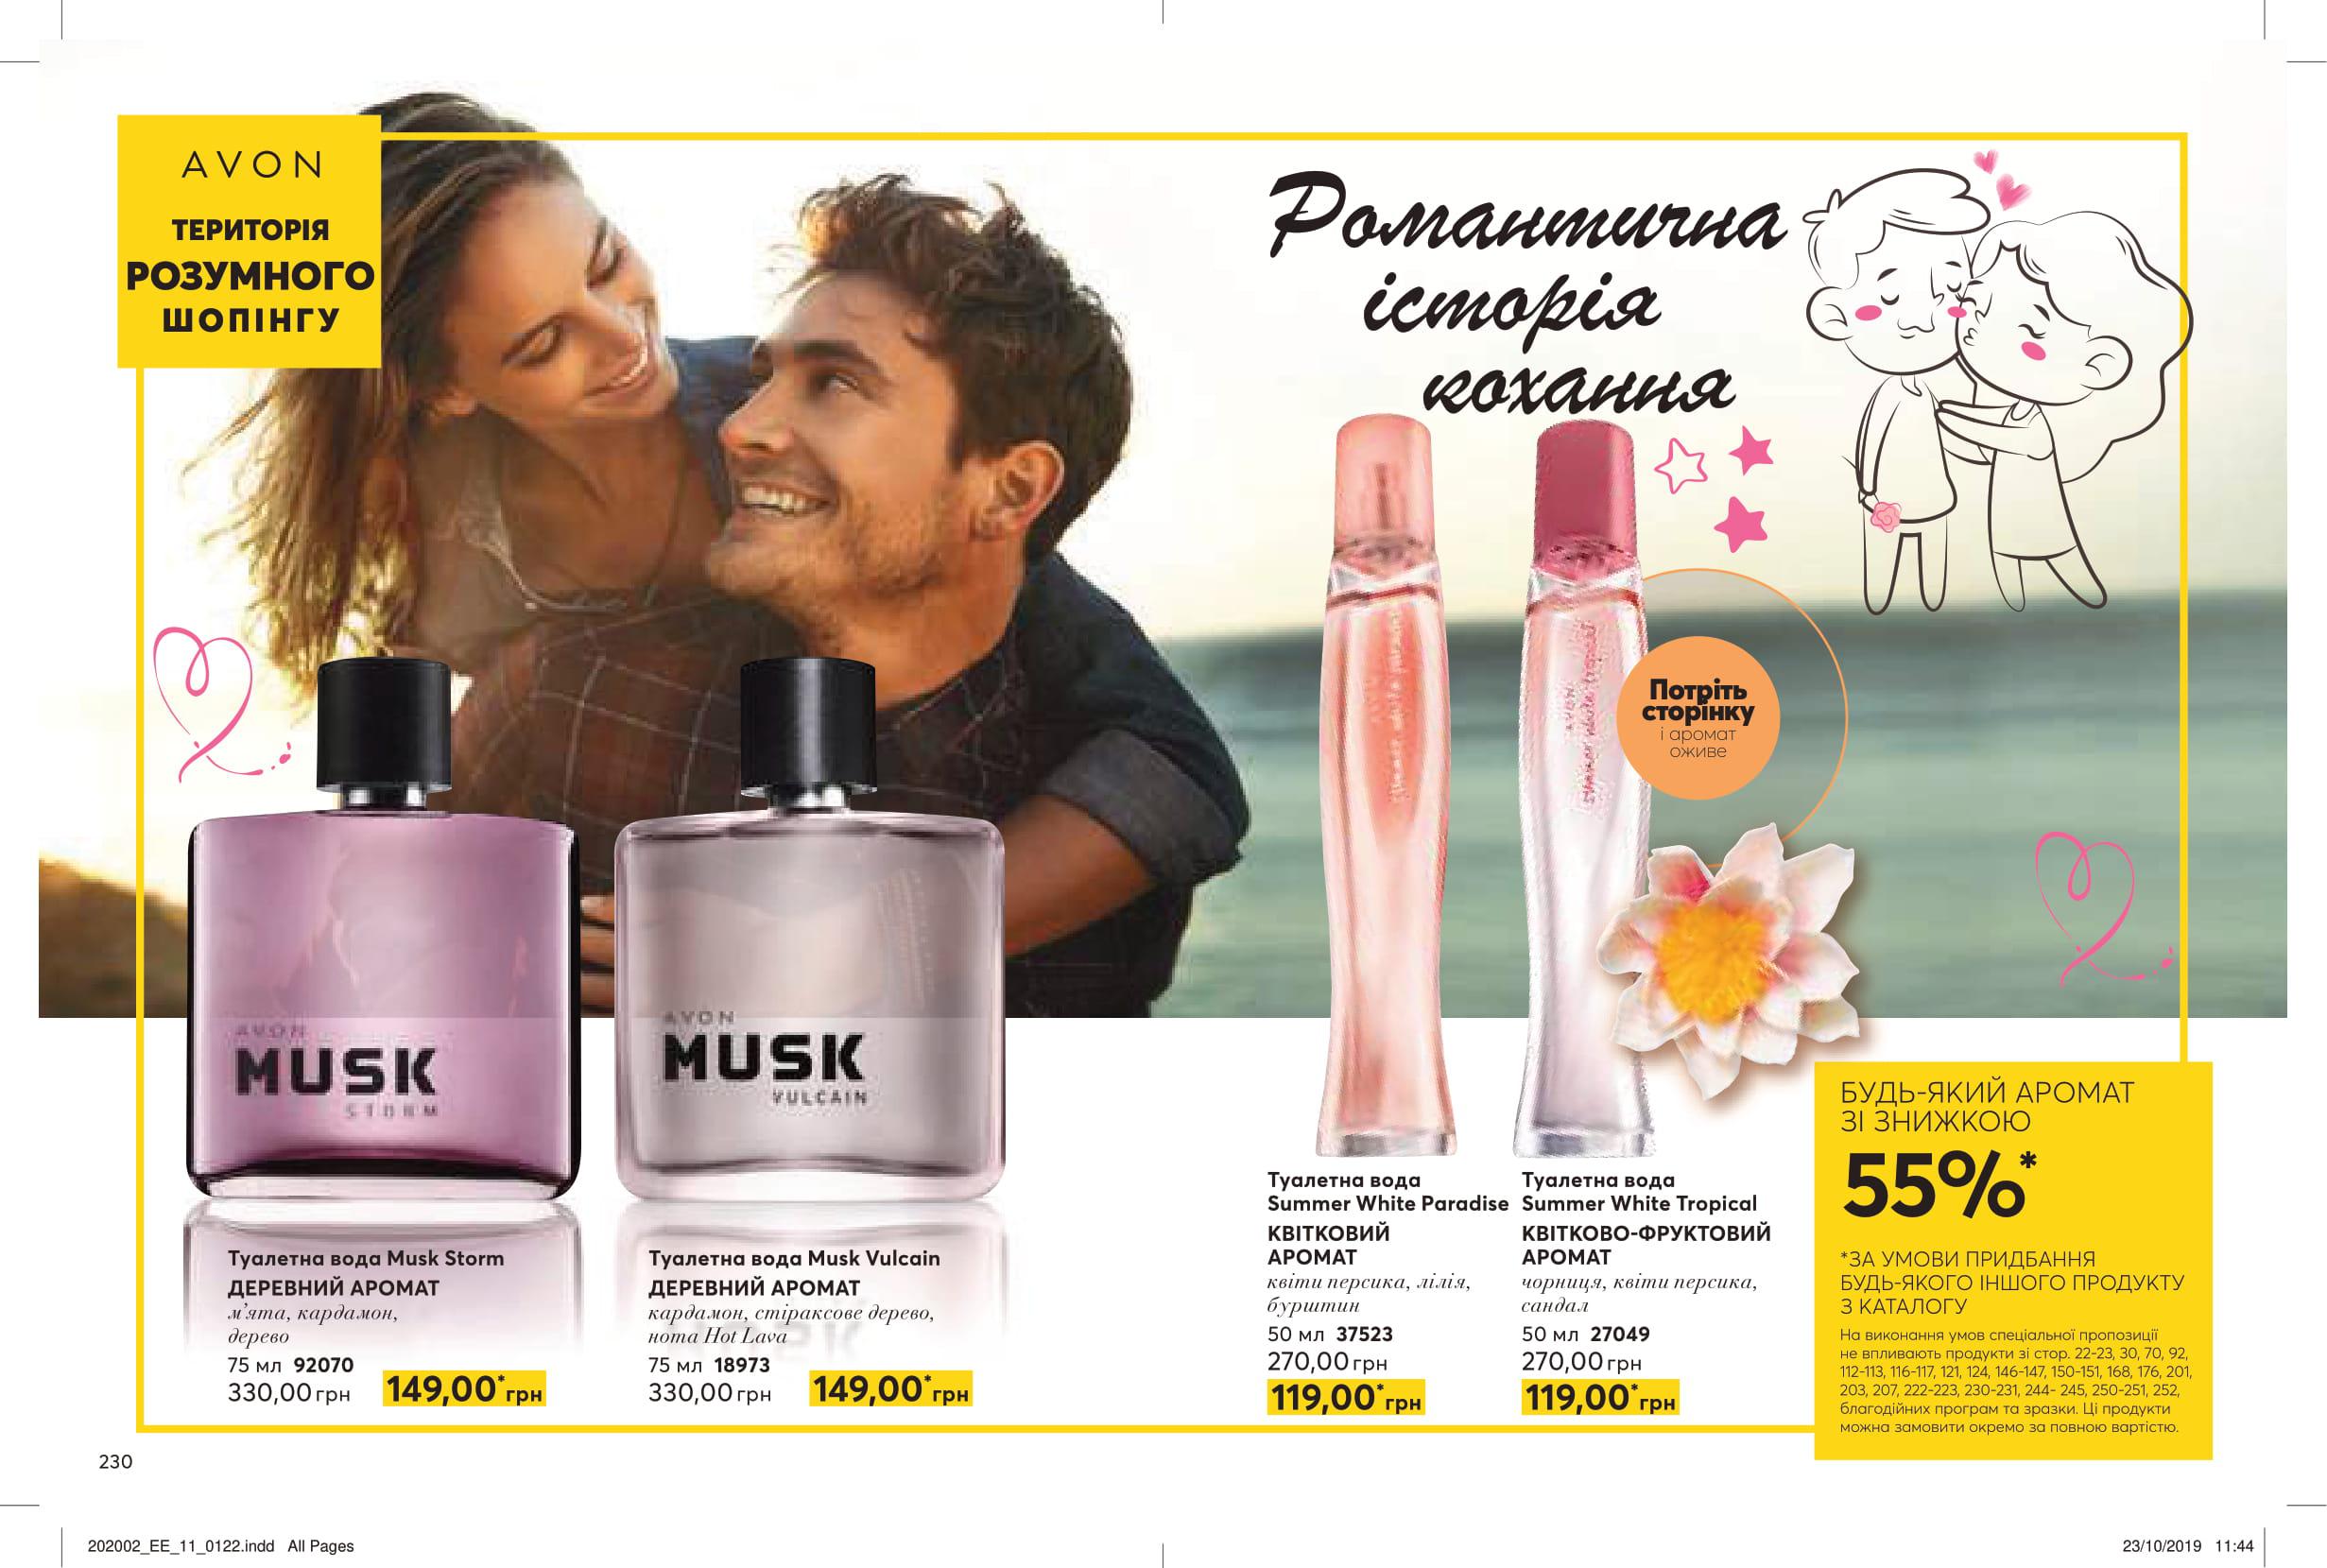 AVON
ТЕРИТОРІЯ
РОЗУМНОГО
ШОПІНГУ
Романтична
історія
кохання
Потріть
сторінку
і аромат
оживе
AVON
MUSK
STORM
AVON
MUSK
VULCAIN
Туалетна вода Musk Storm
ДЕРЕВНИЙ АРОМАТ
м'ята, кардамон,
дерево
75 мл 92070
330,00 грн 149,00*грн
Туалетна вода Musk Vulcain
ДЕРЕВНИЙ АРОМАТ
кардамон, стіраксове дерево,
нота Hot Lava
75 мл 18973
330,00 грн 149,00*грн
Туалетна вода
Summer White Paradise
КВІТКОВИЙ
АРОМАТ
квіти персика, лілія,
бурштин
50 мл 37523
270,00 грн
119,00*грн
Туалетна вода
Summer White Tropical
КВІТКОВО-ФРУКТОВИЙ
АРОМАТ
чорниця, квіти персика,
сандал
50 мл 27049
270,00 грн
119,00*грн
БУДЬ-ЯКИЙ АРОМАТ
ЗІ ЗНИЖКОЮ
55%*
*ЗА УМОВИ ПРИДБАННЯ
БУДЬ-ЯКОГО ІНШОГО ПРОДУКТУ
З КАТАЛОГУ
На виконання умов спеціальної пропозиції
не впливають продукти зі стор. 22-23, 30, 70, 92,
112-113, 116-117, 121, 124, 146-147, 150-151, 168, 176, 201,
203, 207, 222-223, 230-231, 244- 245, 250-251, 252,
благодійних програм та зразки. Ці продукти
можна замовити окремо за повною вартістю.
230
202002_EE_11_0122.indd All Pages
23/10/2019 11:44